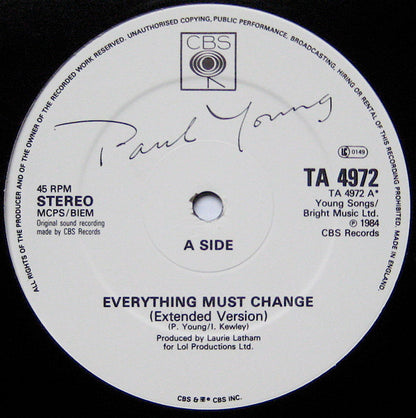 ALL RIGHTS OF THE PRODUCER AND OF THE OWNER OF THE RECORDED WORK RESERVED. UNAUTHORISED COPYING, PUBLIC PERFORMANCE, BROADCASTING, HIRING OR RENTAL OF THIS RECORDING PROHIBITED. MADE IN ENGLAND.
CBS
Paul Young
45 RPM
STEREO
MCPS/BIEM
Original sound recording
made by CBS Records
LC 0149
TA 4972
TA 4972 A*
Young Songs/
Bright Music Ltd.
℗ 1984
CBS Records
A SIDE
EVERYTHING MUST CHANGE
(Extended Version)
(P. Young/I. Kewley)
Produced by Laurie Latham
for Lol Productions Ltd.
CBS & ® CBS INC.